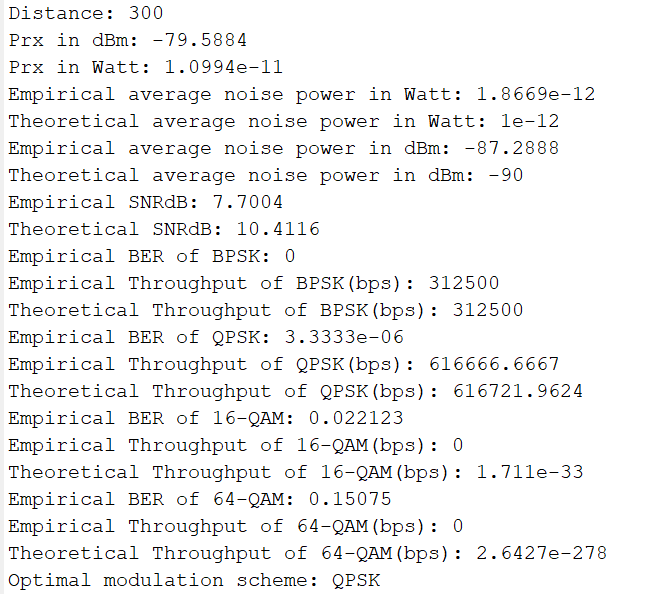 Distance: 300
Prx in dBm: -79.5884
Prx in Watt: 1.0994e-11
Empirical average noise power in Watt: 1.8669e-12
Theoretical average noise power in Watt: 1e-12
Empirical average noise power in dBm: -87.2888
Theoretical average noise power in dBm: -90
Empirical SNRdB: 7.7004
Theoretical SNRdB: 10.4116
Empirical BER of BPSK: 0
Empirical Throughput of BPSK(bps): 312500
Theoretical Throughput of BPSK(bps): 312500
Empirical BER of QPSK: 3.3333e-06
Empirical Throughput of QPSK(bps): 616666.6667
Theoretical Throughput of QPSK(bps): 616721.9624
Empirical BER of 16-QAM: 0.022123
Empirical Throughput of 16-QAM(bps): 0
Theoretical Throughput of 16-QAM(bps): 1.711e-33
Empirical BER of 64-QAM: 0.15075
Empirical Throughput of 64-QAM(bps): 0
Theoretical Throughput of 64-QAM(bps): 2.6427e-278
Optimal modulation scheme: QPSK